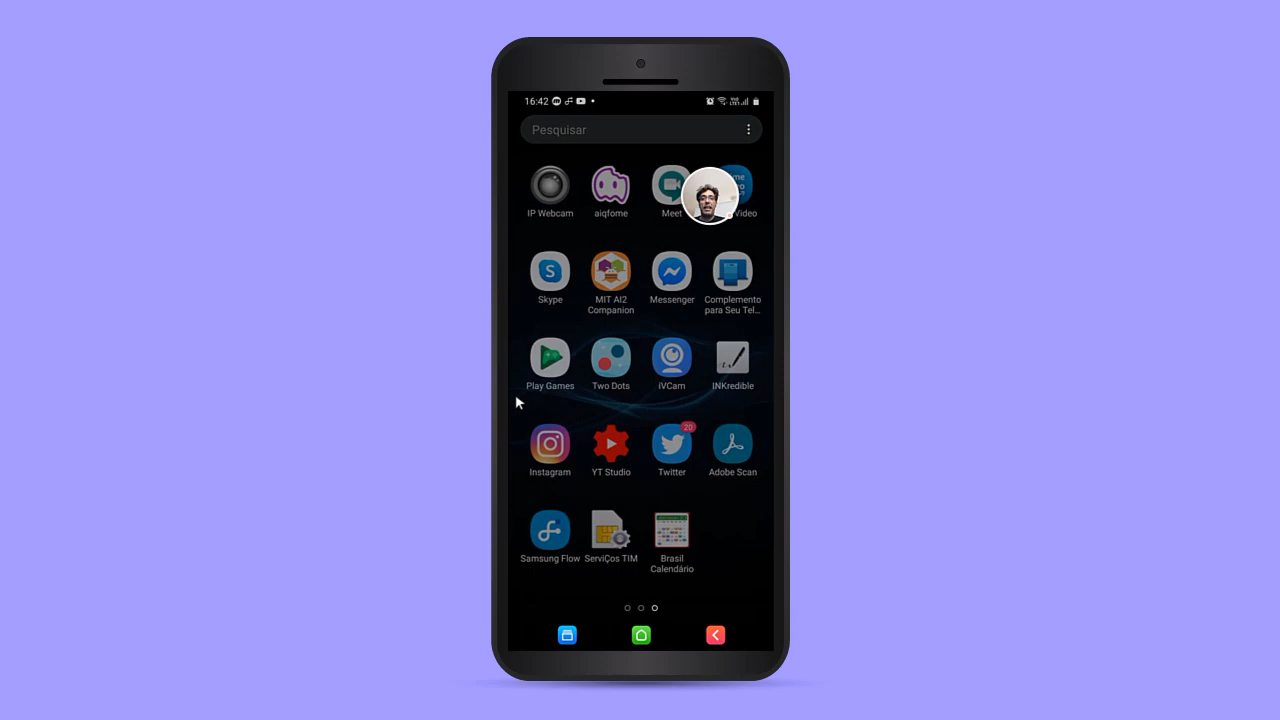 16:42
Pesquisar
IP Webcam aiqfome Meet Video
Skype MIT AI2 Companion Messenger Complemento para Seu Tel...
Play Games Two Dots iVCam INKredible
20
Instagram YT Studio Twitter Adobe Scan
Samsung Flow ServiÇos TIM Brasil Calendário